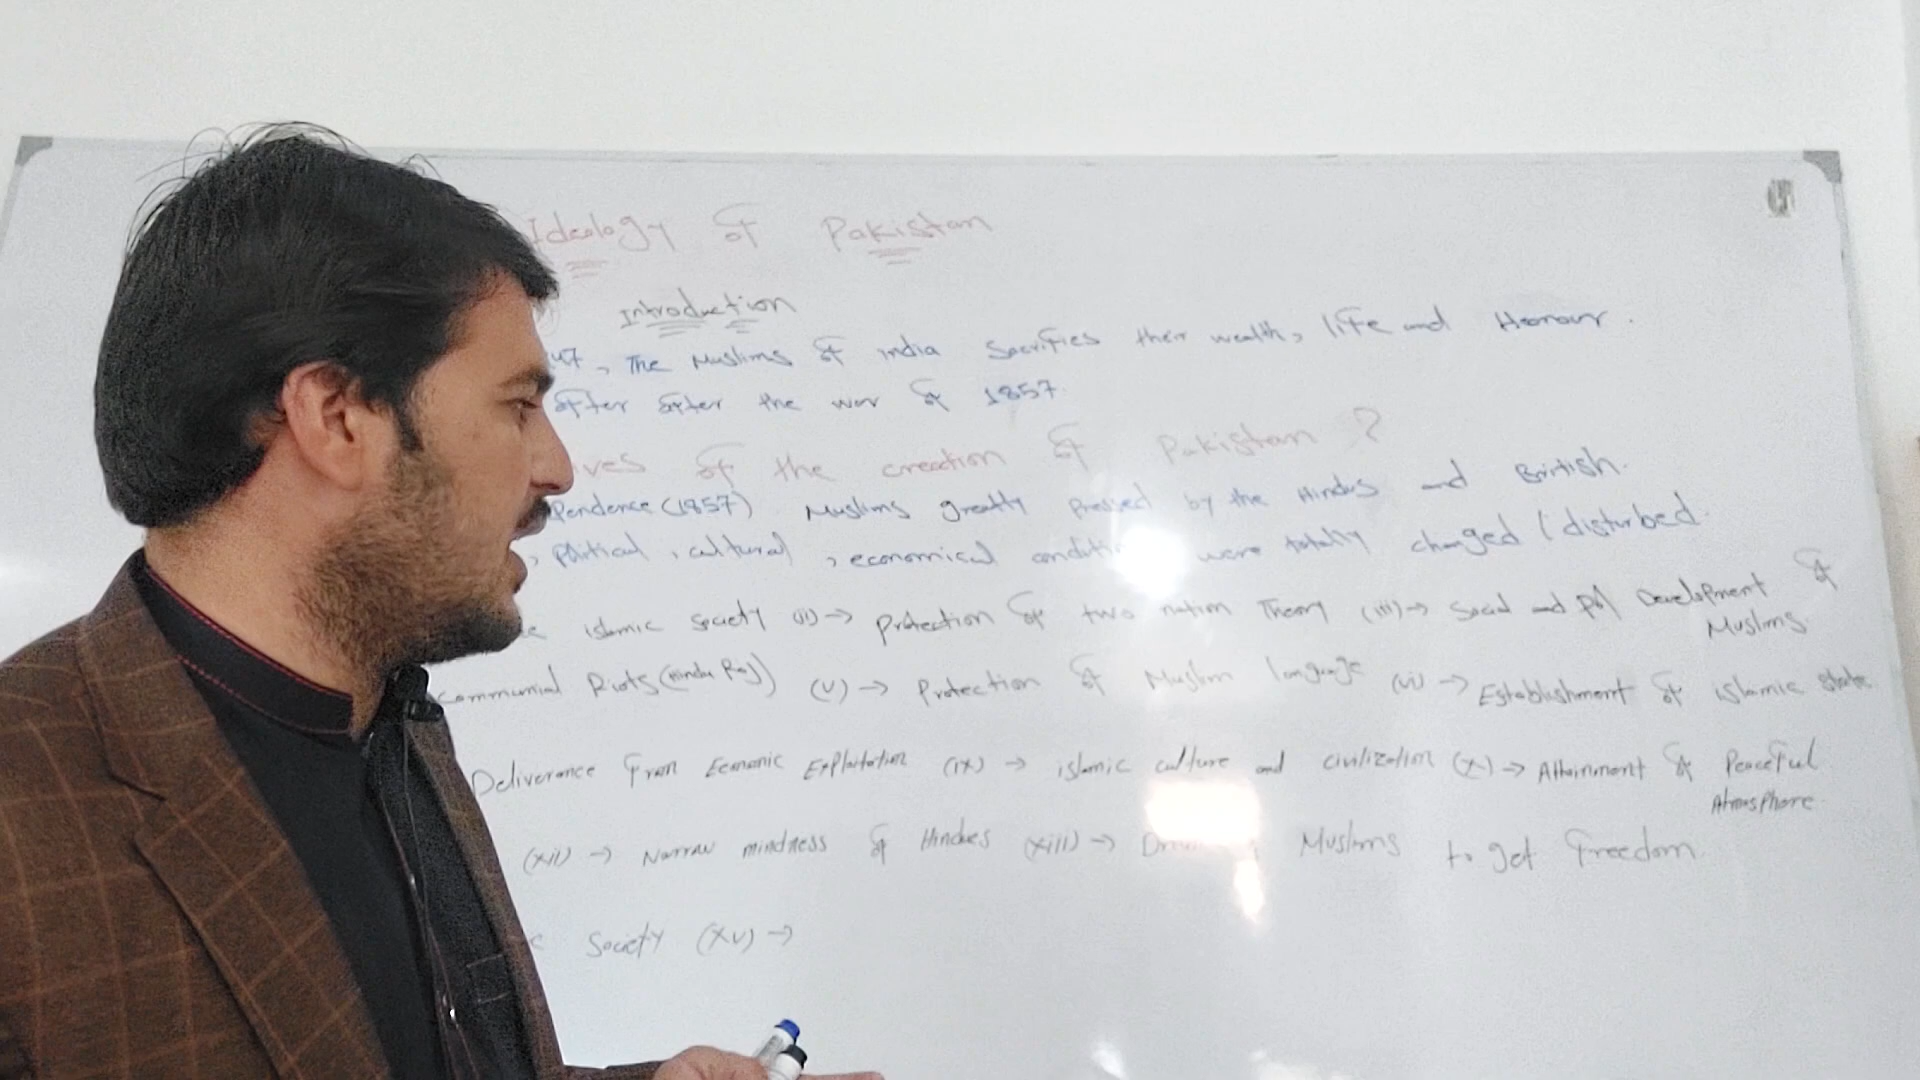 Ideology of Pakistan
Introduction
47, The Muslims of india Sacrifies their wealth, life and Honour.
after after the war of 1857.
ives of the creation of Pakistan ?
pendence (1857) Muslims greatly pressed by the Hindus and British.
, political, cultural, economical conditi were totally changed (disturbed.
islamic society (ii)→ protection of two nation Theory (iii)→ Social and pol Development of
Muslims.
communial Riots (Hindu Raj) (v)→ Protection of Muslim language (vi)→ Establishment of islamic state
Deliverance from Economic Exploitation (ix)→ islamic culture and civilization (x)→ Attainment of Peaceful
Atmosphere.
(xii)→ Narrow mindness of Hindues (xiii)→ Muslims to get freedom.
c Society (xv)→